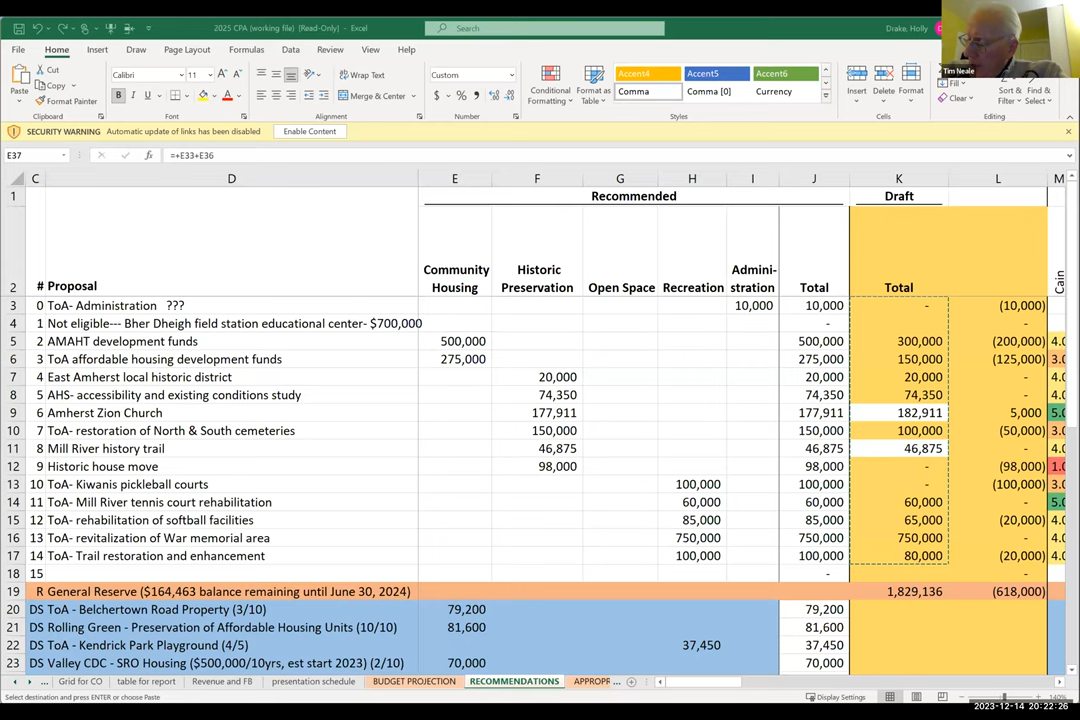 2025 CPA (working file) [Read-Only] - Excel
Search
Drake, Holly
File Home Insert Draw Page Layout Formulas Data Review View Help
Paste Cut Copy Format Painter
Clipboard
Calibri 11
B I U
Font
Wrap Text
Merge & Center
Alignment
Custom
$ % ,
Number
Conditional Formatting Format as Table
Accent4 Accent5 Accent6
Comma Comma [0] Currency
Styles
Insert Delete Format
Cells
Fill
Clear
Sort & Filter Find & Select
Editing
Tim Neale
SECURITY WARNING Automatic update of links has been disabled Enable Content
E37 fx =+E33+E36
C D E F G H I J K L M
1 Recommended Draft
2 # Proposal Community Housing Historic Preservation Open Space Recreation Admini-stration Total Total Cain
3 0 ToA- Administration ??? 10,000 10,000 - (10,000)
4 1 Not eligible--- Bher Dheigh field station educational center- $700,000 - -
5 2 AMAHT development funds 500,000 500,000 300,000 (200,000) 4.0
6 3 ToA affordable housing development funds 275,000 275,000 150,000 (125,000) 3.0
7 4 East Amherst local historic district 20,000 20,000 20,000 - 4.0
8 5 AHS- accessibility and existing conditions study 74,350 74,350 74,350 - 4.0
9 6 Amherst Zion Church 177,911 177,911 182,911 5,000 5.0
10 7 ToA- restoration of North & South cemeteries 150,000 150,000 100,000 (50,000) 3.0
11 8 Mill River history trail 46,875 46,875 46,875 - 4.0
12 9 Historic house move 98,000 98,000 - (98,000) 1.0
13 10 ToA- Kiwanis pickleball courts 100,000 100,000 - (100,000) 3.0
14 11 ToA- Mill River tennis court rehabilitation 60,000 60,000 60,000 - 5.0
15 12 ToA- rehabilitation of softball facilities 85,000 85,000 65,000 (20,000) 4.0
16 13 ToA- revitalization of War memorial area 750,000 750,000 750,000 - 4.0
17 14 ToA- Trail restoration and enhancement 100,000 100,000 80,000 (20,000) 4.0
18 15 - -
19 R General Reserve ($164,463 balance remaining until June 30, 2024) 1,829,136 (618,000)
20 DS ToA - Belchertown Road Property (3/10) 79,200 79,200
21 DS Rolling Green - Preservation of Affordable Housing Units (10/10) 81,600 81,600
22 DS ToA - Kendrick Park Playground (4/5) 37,450 37,450
23 DS Valley CDC - SRO Housing ($500,000/10yrs, est start 2023) (2/10) 70,000 70,000
Grid for CO table for report Revenue and FB presentation schedule BUDGET PROJECTION RECOMMENDATIONS APPROPR ...
Select destination and press ENTER or choose Paste Display Settings 140%
2023-12-14 20:22:26